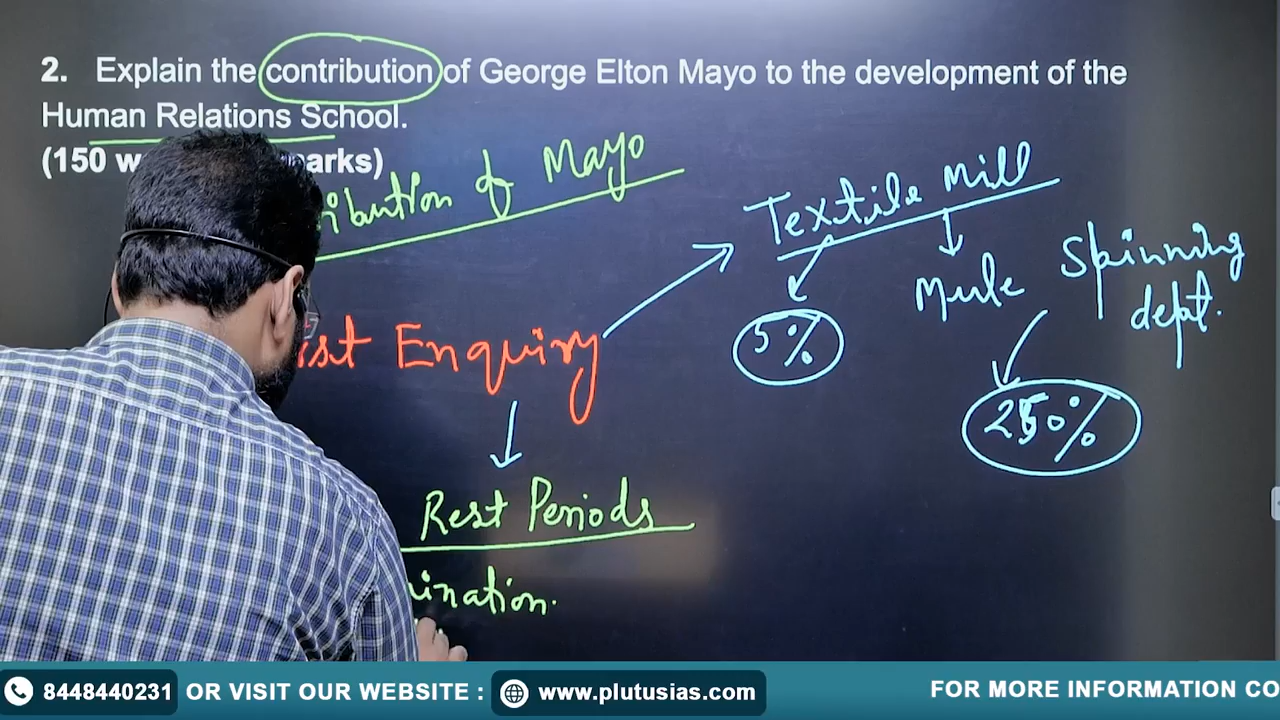 2. Explain the contribution of George Elton Mayo to the development of the
Human Relations School.
(150 w arks)
ibution of Mayo
Textile Mill
Mule Spinning
dept.
5%
250%
ist Enquiry
Rest Periods
ination.
8448440231 OR VISIT OUR WEBSITE : www.plutusias.com FOR MORE INFORMATION CO